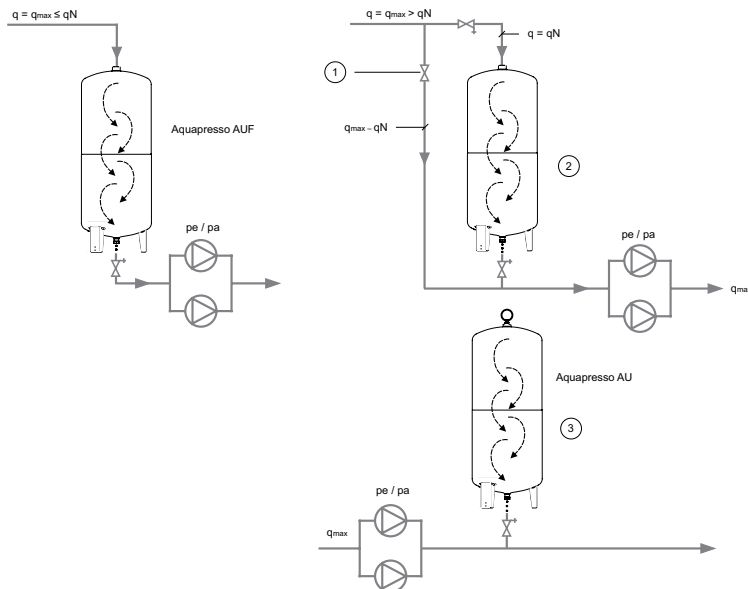 q = qmax ≤ qN
Aquapresso AUF
pe / pa
q = qmax > qN
q = qN
1
qmax – qN
2
pe / pa
qma
Aquapresso AU
3
pe / pa
qmax